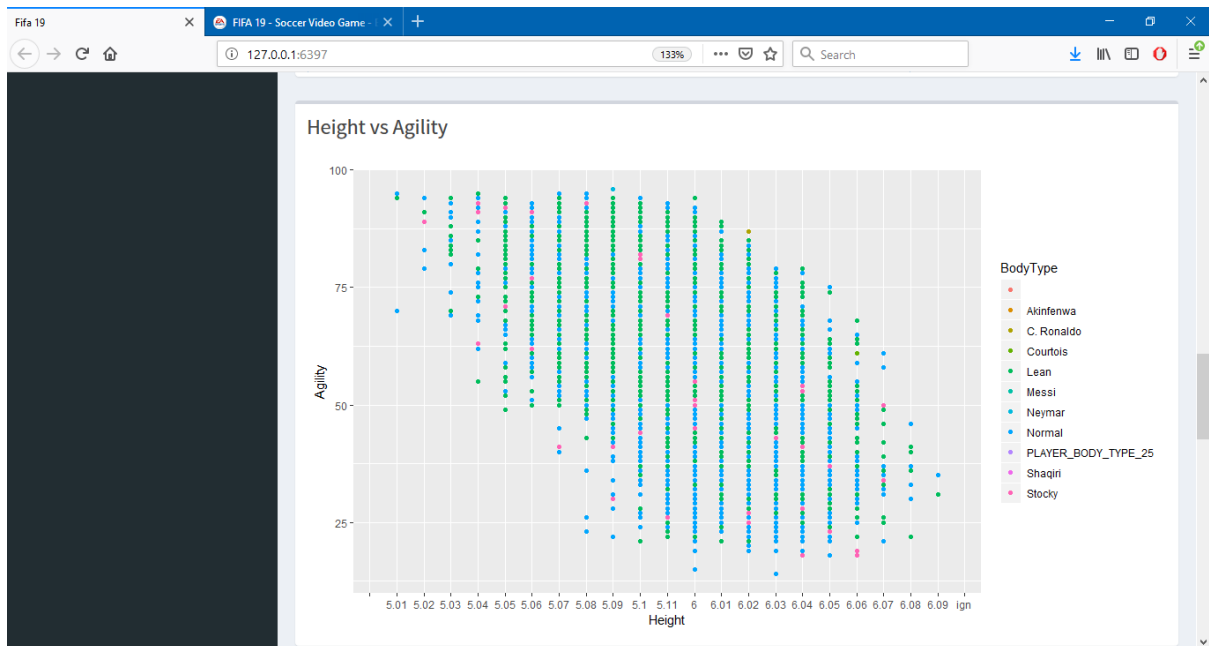 Fifa 19
FIFA 19 - Soccer Video Game -
127.0.0.1:6397
133%
Search
Height vs Agility
100
75
50
25
Agility
5.01 5.02 5.03 5.04 5.05 5.06 5.07 5.08 5.09 5.1 5.11 6 6.01 6.02 6.03 6.04 6.05 6.06 6.07 6.08 6.09 ign
Height
BodyType
Akinfenwa
C. Ronaldo
Courtois
Lean
Messi
Neymar
Normal
PLAYER_BODY_TYPE_25
Shaqiri
Stocky